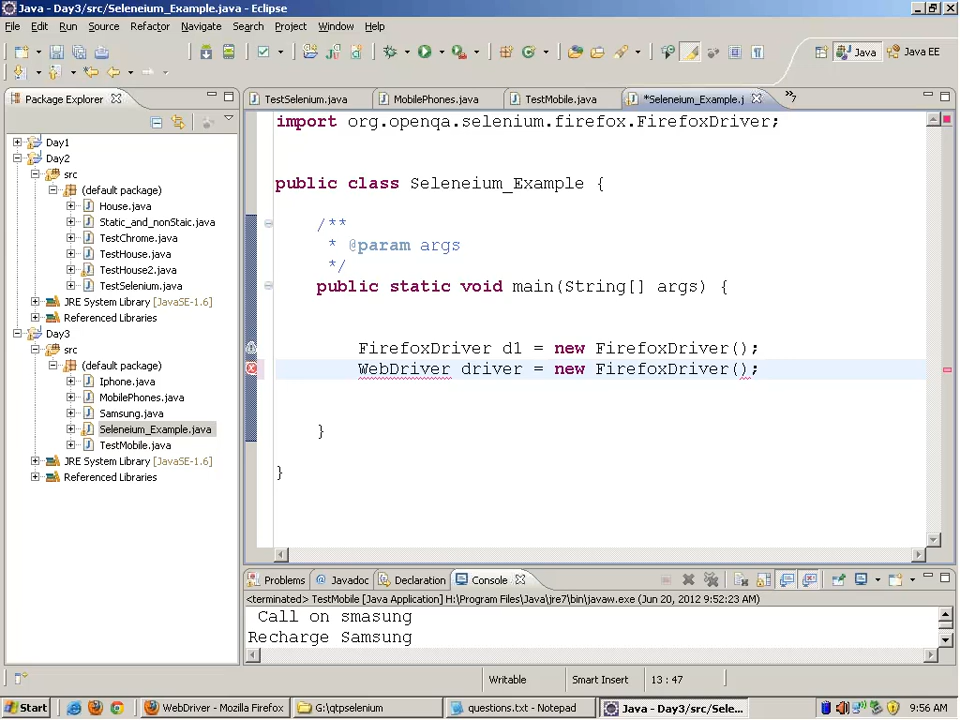 Java - Day3/src/Seleneium_Example.java - Eclipse
File Edit Run Source Refactor Navigate Search Project Window Help
Java Java EE
Package Explorer
TestSelenium.java MobilePhones.java TestMobile.java *Seleneium_Example.j »7
Day1
Day2
src
(default package)
House.java
Static_and_nonStaic.java
TestChrome.java
TestHouse.java
TestHouse2.java
TestSelenium.java
JRE System Library [JavaSE-1.6]
Referenced Libraries
Day3
src
(default package)
Iphone.java
MobilePhones.java
Samsung.java
Seleneium_Example.java
TestMobile.java
JRE System Library [JavaSE-1.6]
Referenced Libraries
import org.openqa.selenium.firefox.FirefoxDriver;
public class Seleneium_Example {
/**
* @param args
*/
public static void main(String[] args) {
FirefoxDriver d1 = new FirefoxDriver();
WebDriver driver = new FirefoxDriver();
}
}
Problems @ Javadoc Declaration Console
<terminated> TestMobile [Java Application] H:\Program Files\Java\jre7\bin\javaw.exe (Jun 20, 2012 9:52:23 AM)
Call on smasung
Recharge Samsung
Writable Smart Insert 13 : 47
Start WebDriver - Mozilla Firefox G:\qtpselenium questions.txt - Notepad Java - Day3/src/Sele... 9:56 AM